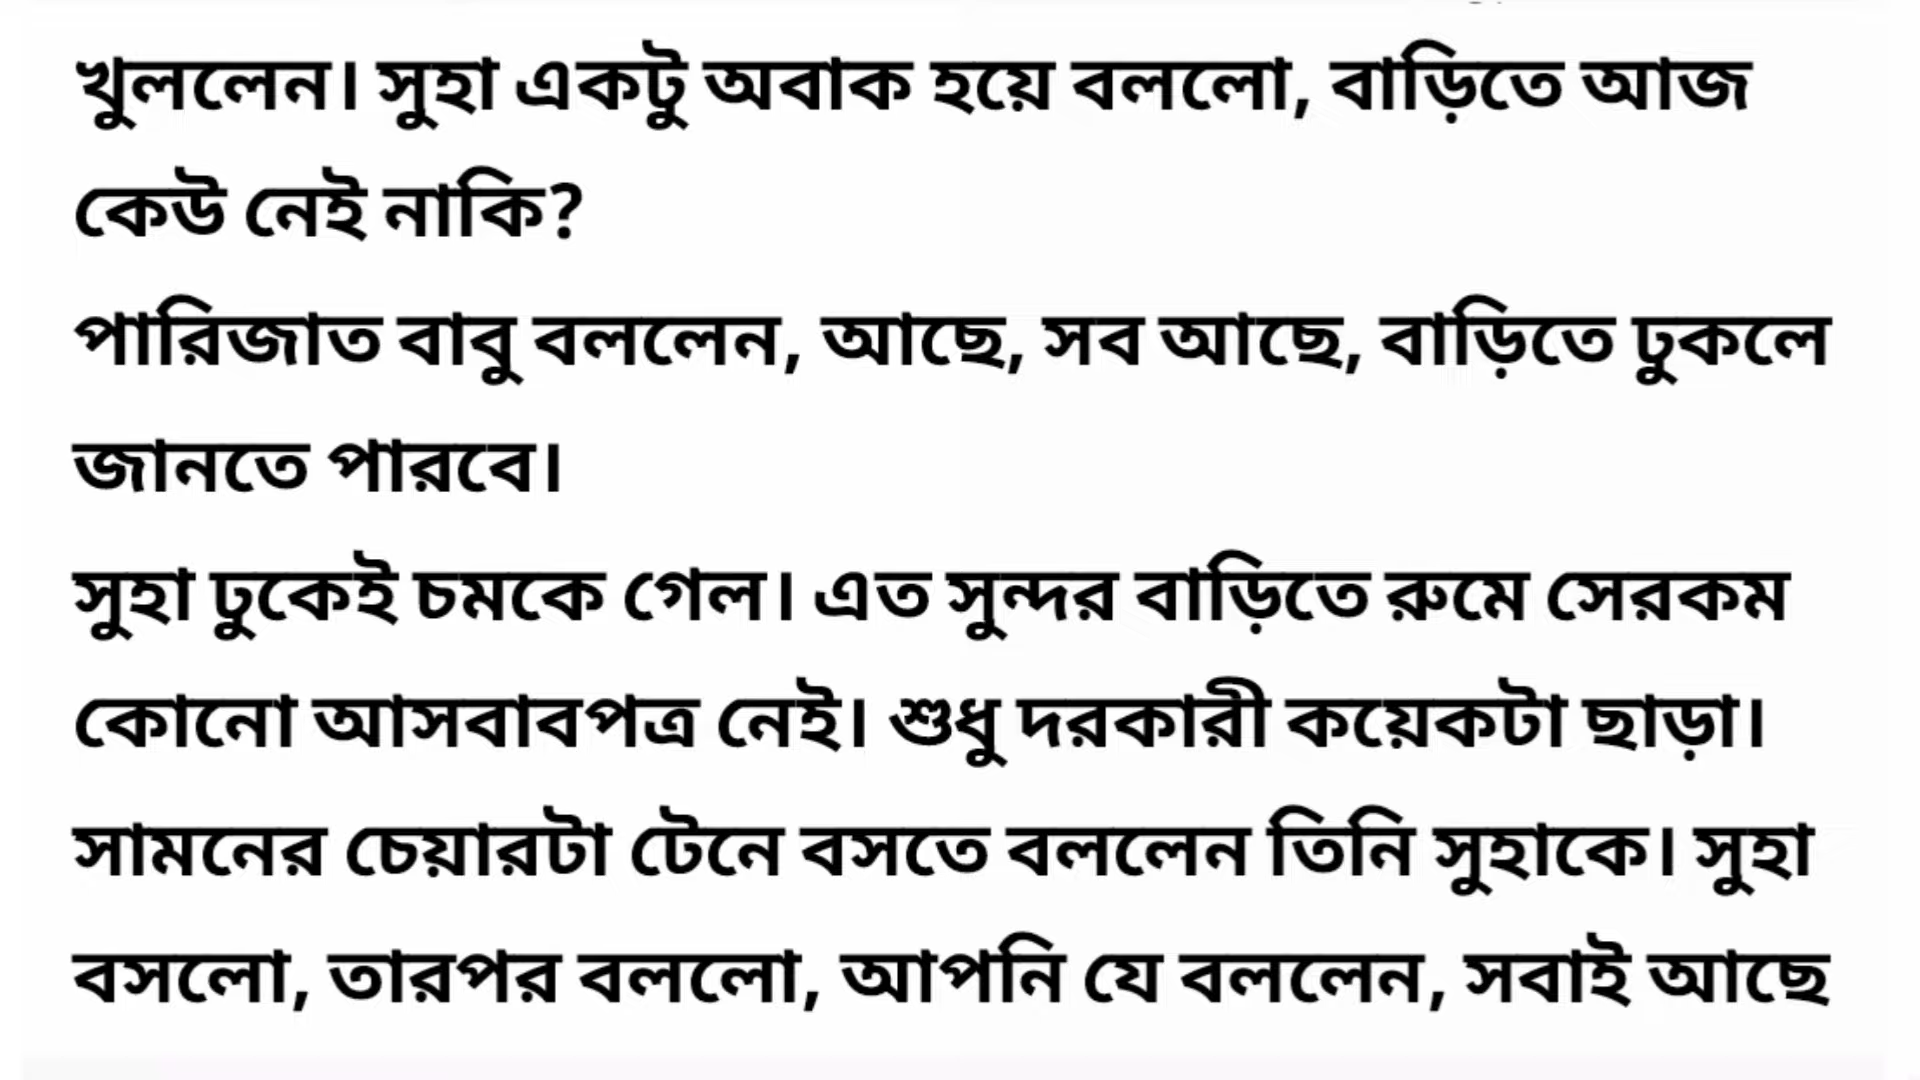 খুললেন। সুহা একটু অবাক হয়ে বললো, বাড়িতে আজ
কেউ নেই নাকি?
পারিজাত বাবু বললেন, আছে, সব আছে, বাড়িতে ঢুকলে
জানতে পারবে।
সুহা ঢুকেই চমকে গেল। এত সুন্দর বাড়িতে রুমে সেরকম
কোনো আসবাবপত্র নেই। শুধু দরকারী কয়েকটা ছাড়া।
সামনের চেয়ারটা টেনে বসতে বললেন তিনি সুহাকে। সুহা
বসলো, তারপর বললো, আপনি যে বললেন, সবাই আছে